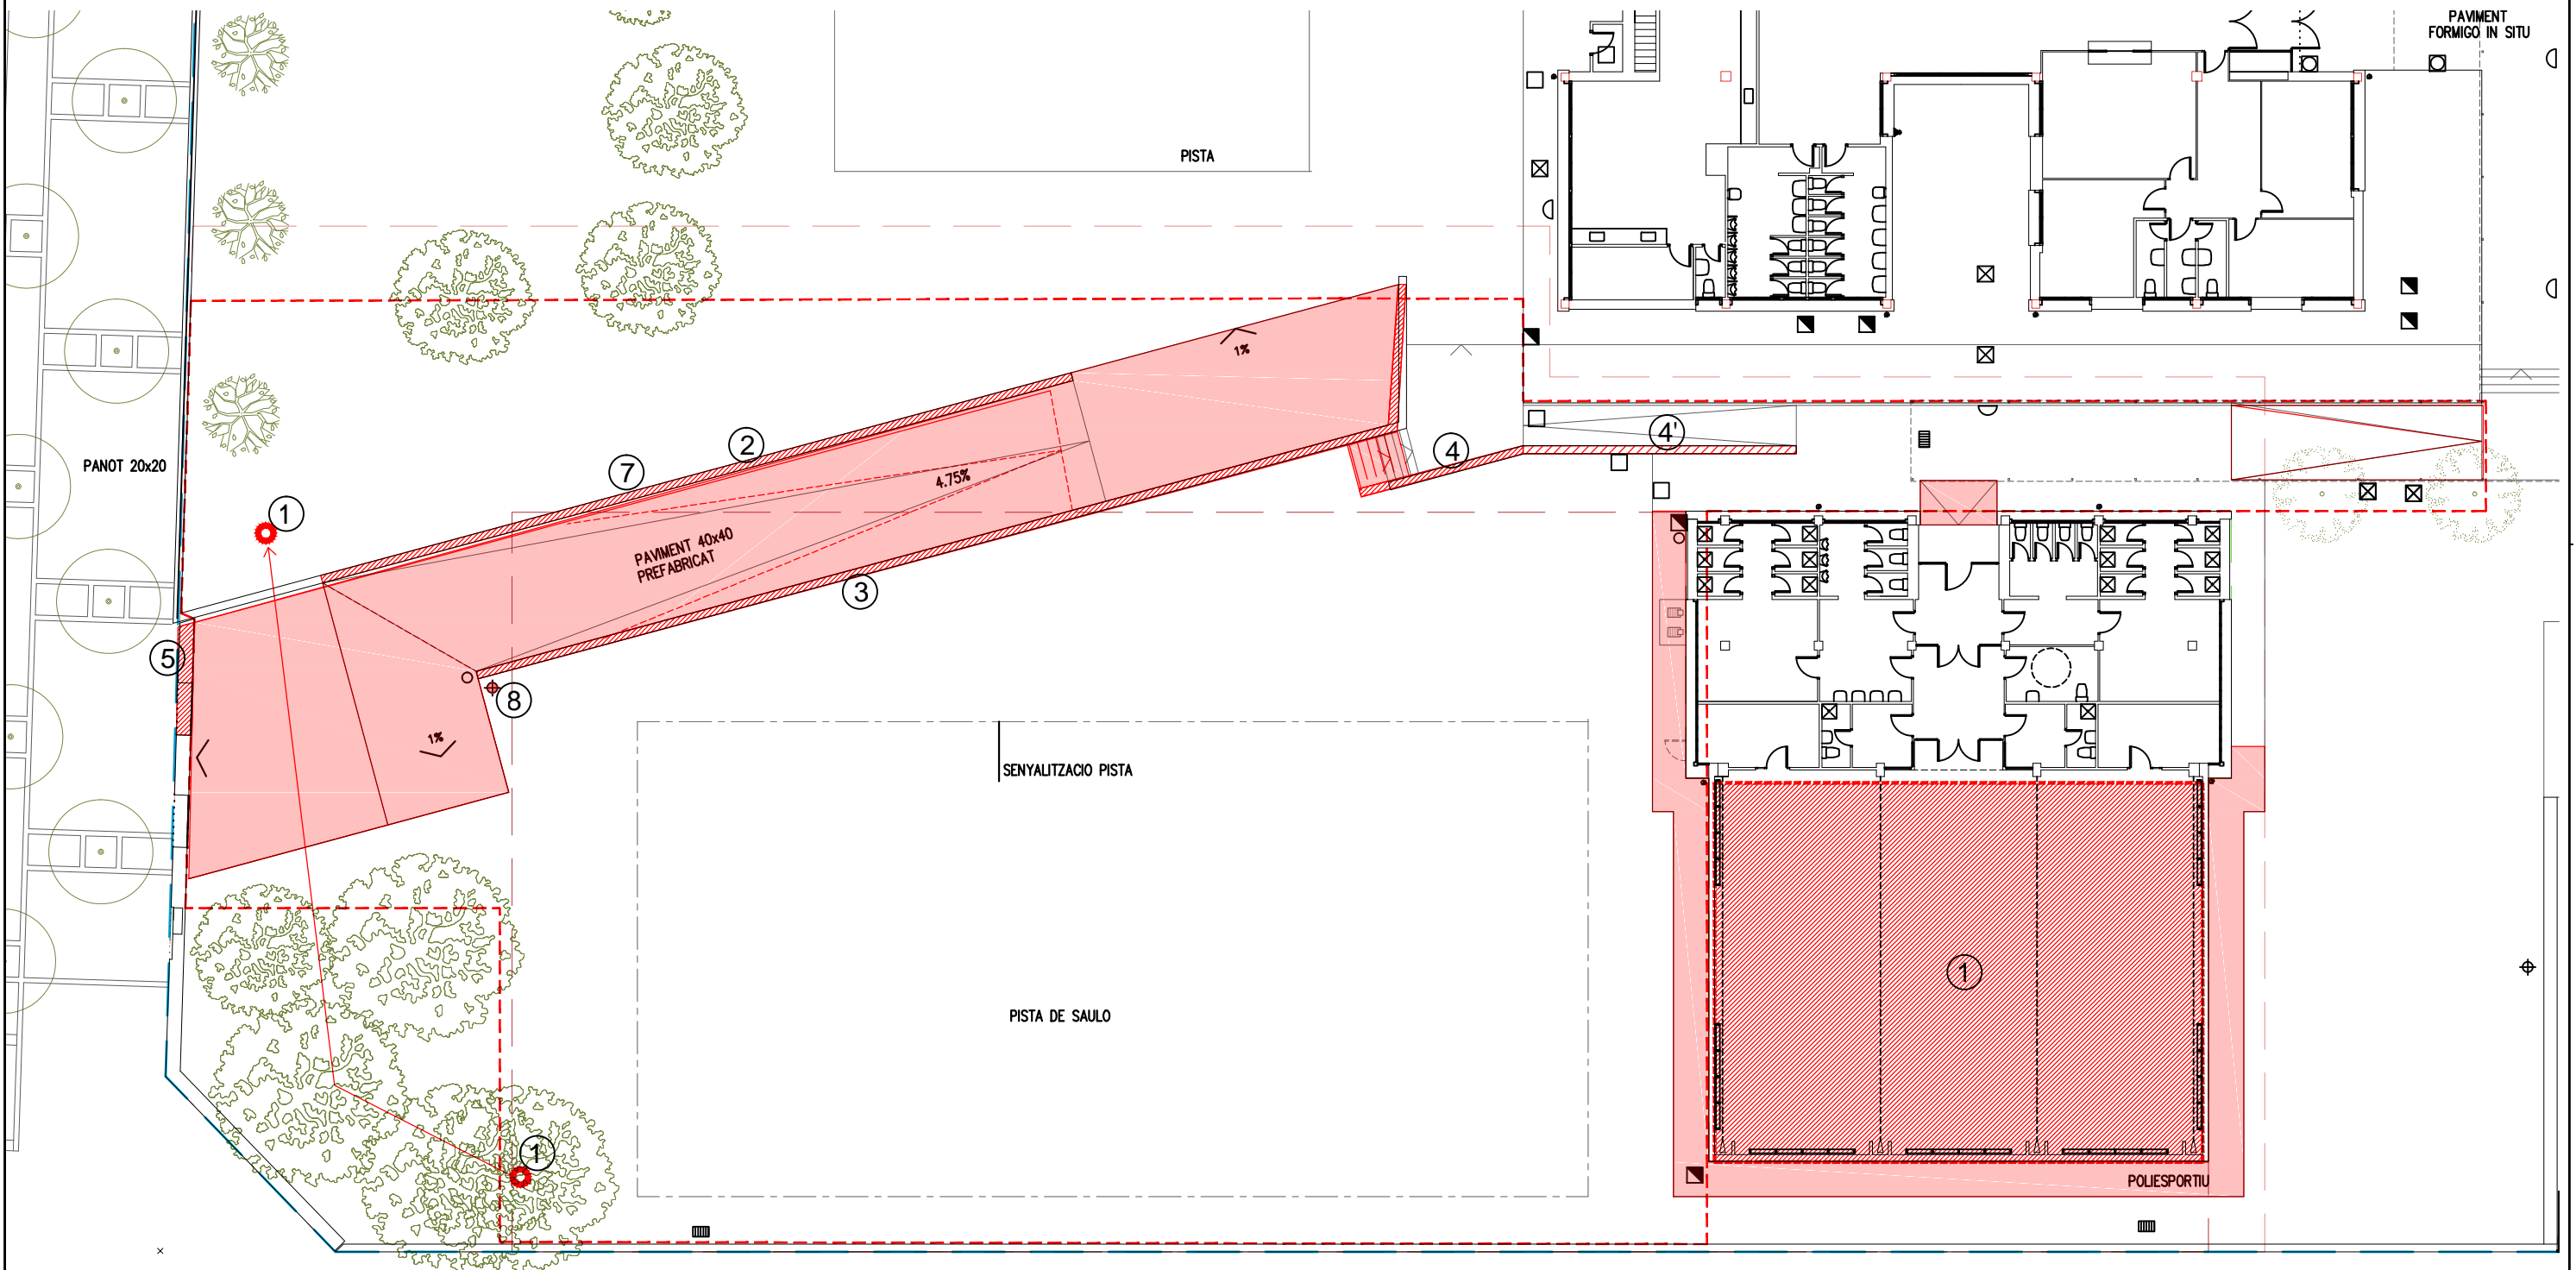 PAVIMENT
FORMIGO IN SITU
PISTA
1%
4'
2
4
7
PANOT 20x20
4.75%
1
PAVIMENT 40x40
PREFABRICAT
3
5
8
1%
SENYALITZACIO PISTA
1
PISTA DE SAULO
1
POLIESPORTIU